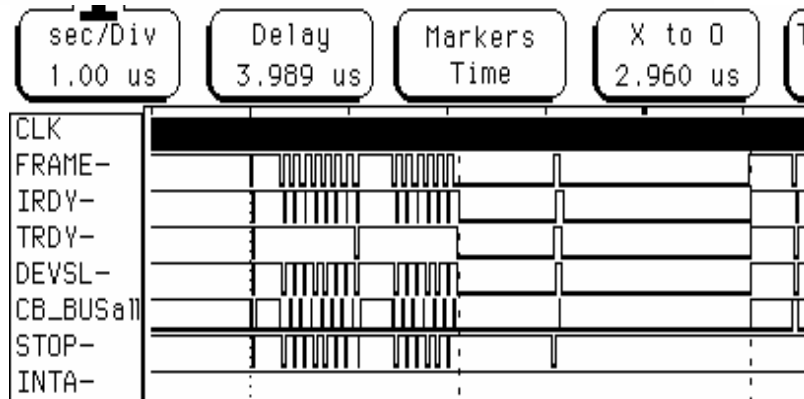 sec/Div
1.00 us
Delay
3.989 us
Markers
Time
X to O
2.960 us
CLK
FRAME-
IRDY-
TRDY-
DEVSL-
CB_BUSall
STOP-
INTA-